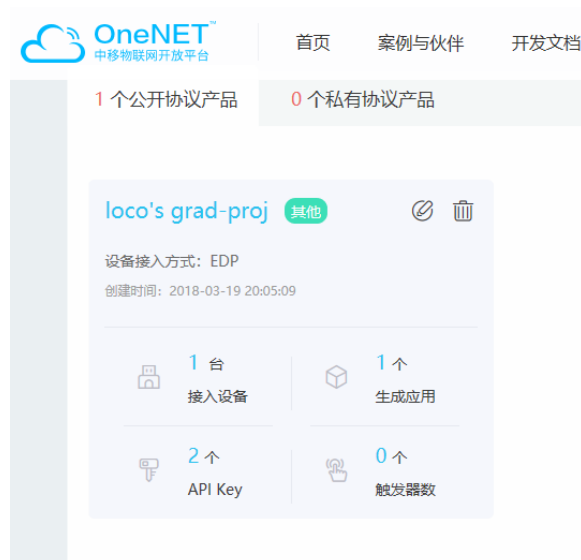 OneNET™
中移物联网开放平台
首页 案例与伙伴 开发文档
1 个公开协议产品 0 个私有协议产品
loco's grad-proj 其他
设备接入方式：EDP
创建时间：2018-03-19 20:05:09
1 台 1 个
接入设备 生成应用
2 个 0 个
API Key 触发器数